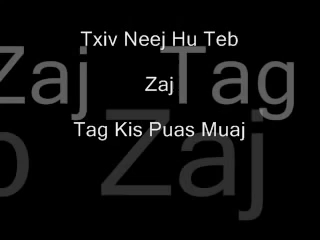 Txiv Neej Hu Teb
Zaj
Tag Kis Puas Muaj
Zaj Tag
b Zaj